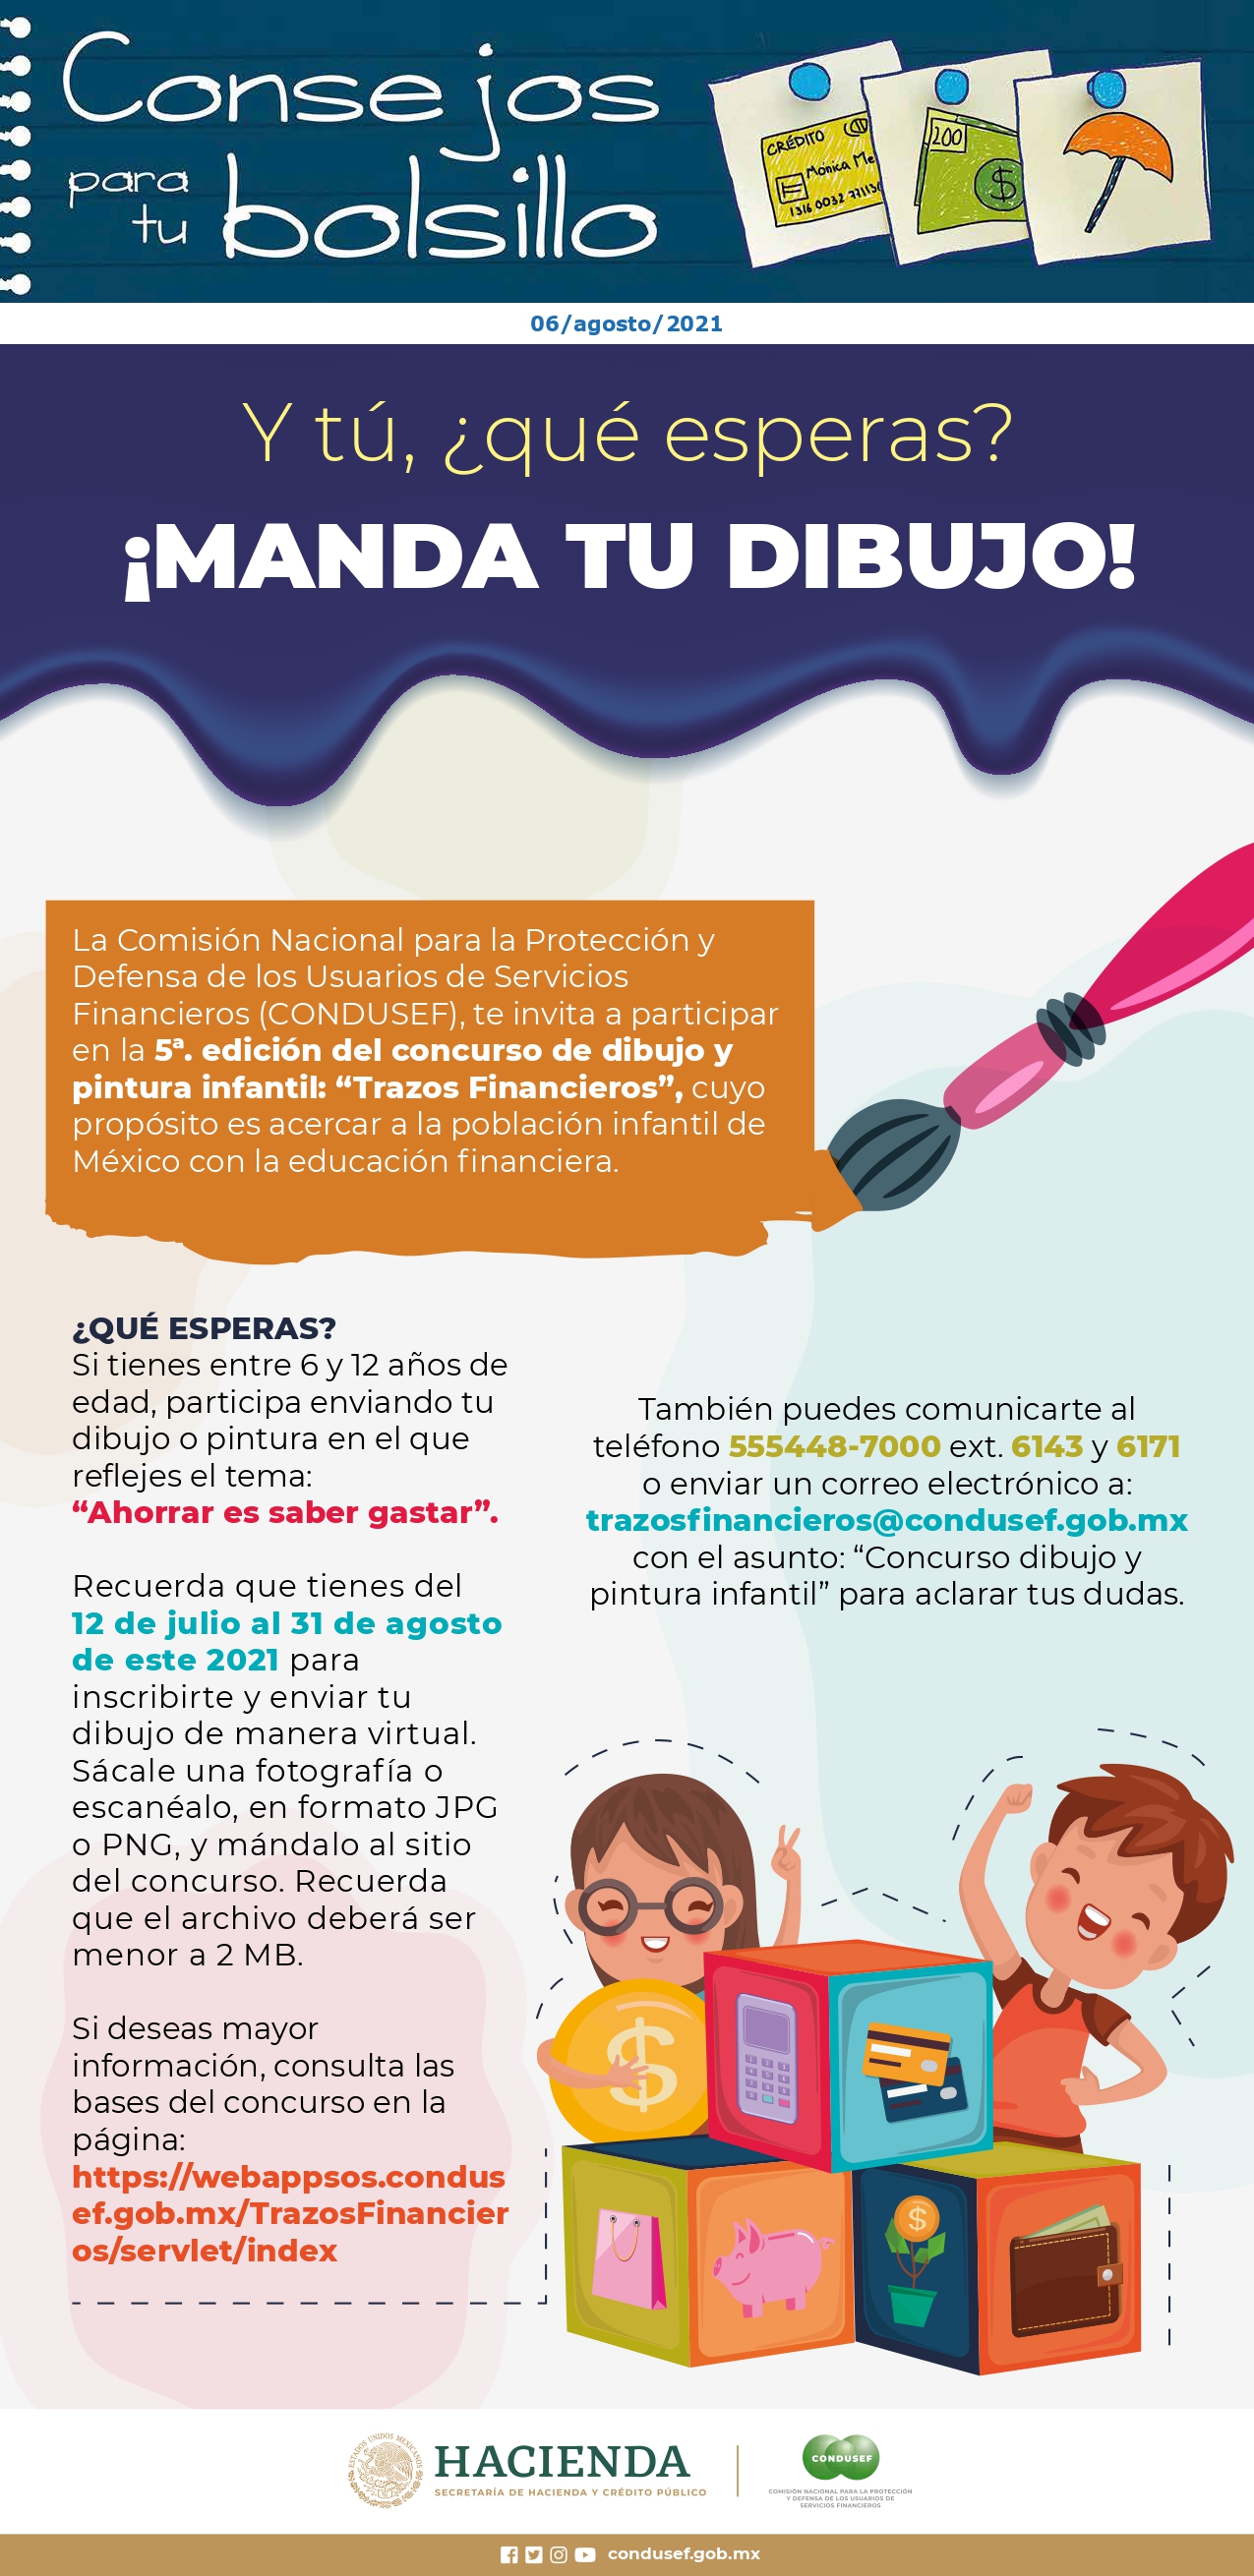 Consejos
para
tu bolsillo
CRÉDITO
Mónica Me
1316 0032
200
$
06/agosto/2021
Y tú, ¿qué esperas?
¡MANDA TU DIBUJO!
La Comisión Nacional para la Protección y
Defensa de los Usuarios de Servicios
Financieros (CONDUSEF), te invita a participar
en la 5ª. edición del concurso de dibujo y
pintura infantil: “Trazos Financieros”, cuyo
propósito es acercar a la población infantil de
México con la educación financiera.
¿QUÉ ESPERAS?
Si tienes entre 6 y 12 años de
edad, participa enviando tu
dibujo o pintura en el que
reflejes el tema:
“Ahorrar es saber gastar”.
Recuerda que tienes del
12 de julio al 31 de agosto
de este 2021 para
inscribirte y enviar tu
dibujo de manera virtual.
Sácale una fotografía o
escanéalo, en formato JPG
o PNG, y mándalo al sitio
del concurso. Recuerda
que el archivo deberá ser
menor a 2 MB.
Si deseas mayor
información, consulta las
bases del concurso en la
página:
https://webappsos.condus
ef.gob.mx/TrazosFinancier
os/servlet/index
También puedes comunicarte al
teléfono 555448-7000 ext. 6143 y 6171
o enviar un correo electrónico a:
trazosfinancieros@condusef.gob.mx
con el asunto: “Concurso dibujo y
pintura infantil” para aclarar tus dudas.
$
$
ESTADOS UNIDOS MEXICANOS
HACIENDA
SECRETARÍA DE HACIENDA Y CRÉDITO PÚBLICO
CONDUSEF
COMISIÓN NACIONAL PARA LA PROTECCIÓN
Y DEFENSA DE LOS USUARIOS DE
SERVICIOS FINANCIEROS
condusef.gob.mx